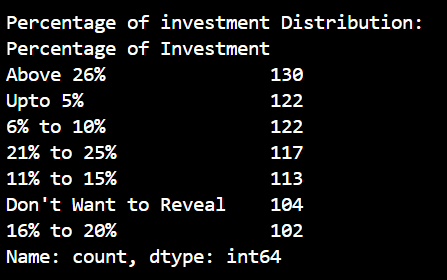 Percentage of investment Distribution:
Percentage of Investment
Above 26%                130
Upto 5%                  122
6% to 10%                122
21% to 25%               117
11% to 15%               113
Don't Want to Reveal     104
16% to 20%               102
Name: count, dtype: int64